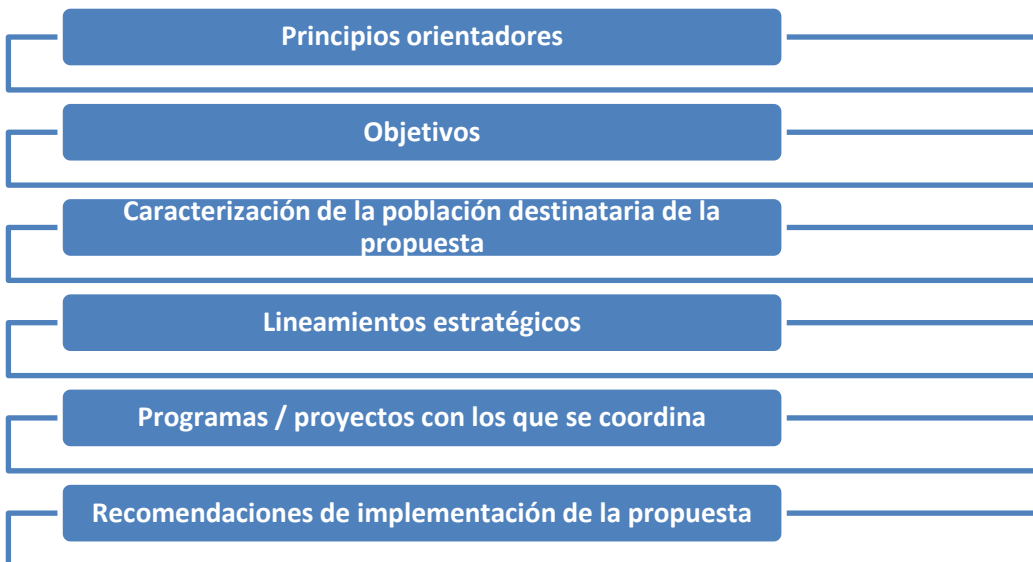 Principios orientadores
Objetivos
Caracterización de la población destinataria de la
propuesta
Lineamientos estratégicos
Programas / proyectos con los que se coordina
Recomendaciones de implementación de la propuesta